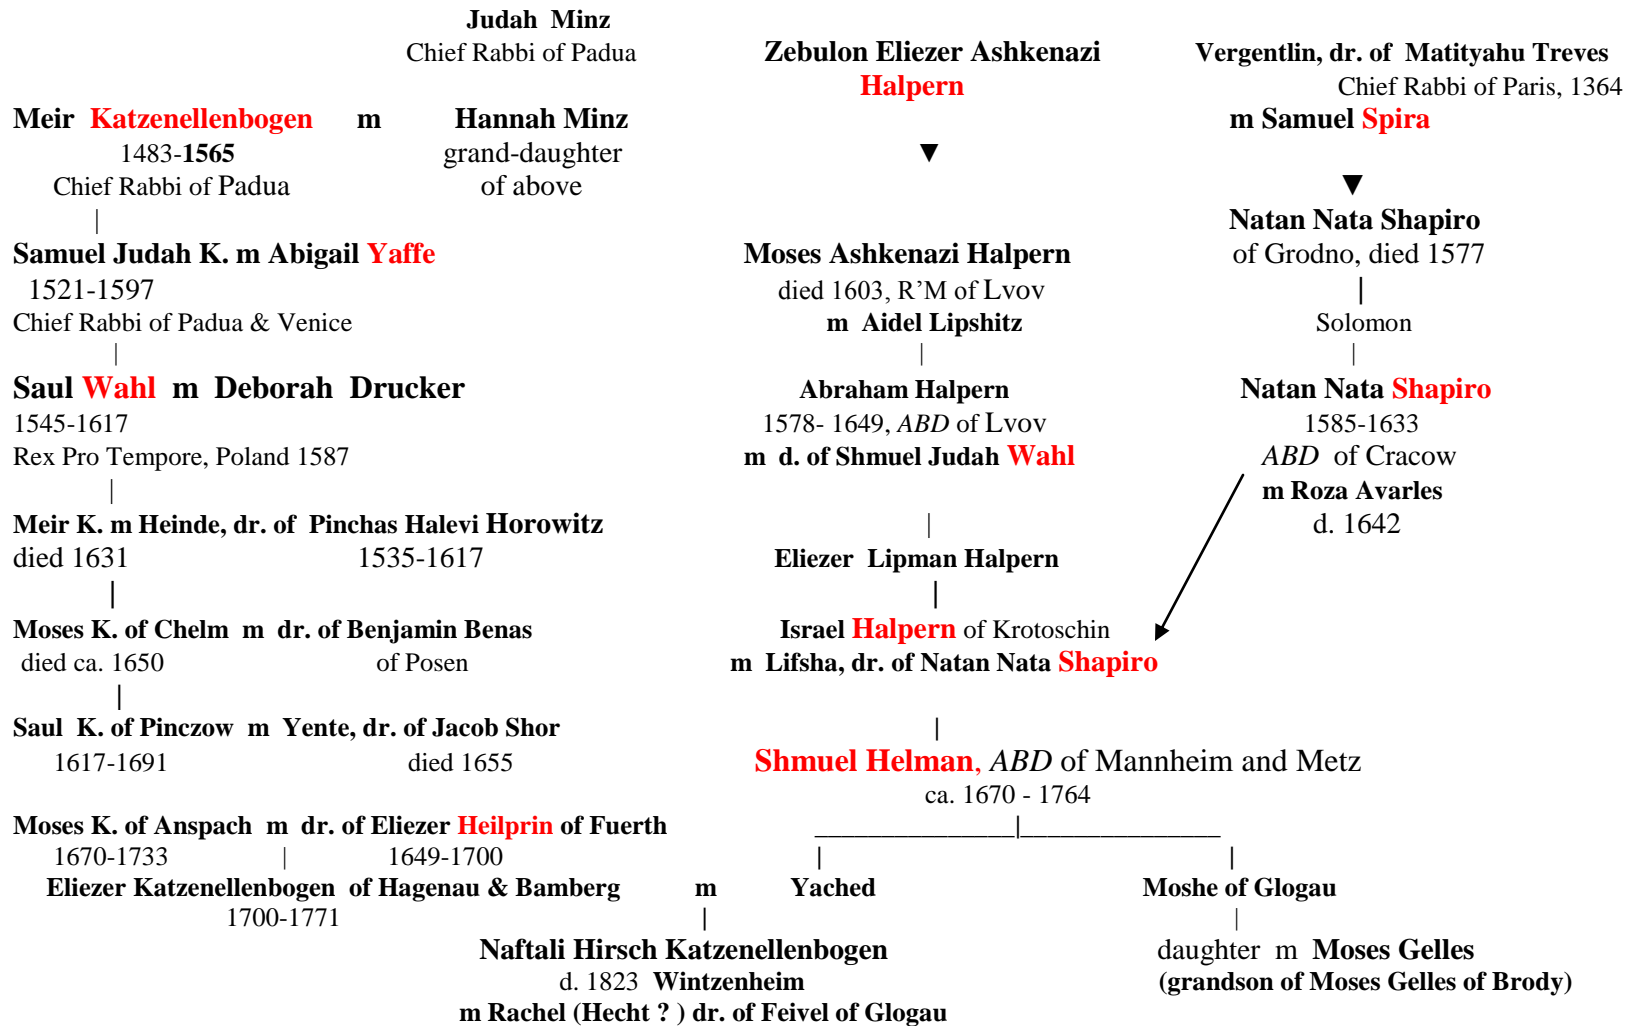 Judah Minz
Chief Rabbi of Padua
Zebulon Eliezer Ashkenazi
Halpern
Vergentlin, dr. of Matityahu Treves
Chief Rabbi of Paris, 1364
m Samuel Spira
Meir Katzenellenbogen m Hannah Minz
1483-1565 grand-daughter
Chief Rabbi of Padua of above
Samuel Judah K. m Abigail Yaffe
1521-1597
Chief Rabbi of Padua & Venice
Saul Wahl m Deborah Drucker
1545-1617
Rex Pro Tempore, Poland 1587
Meir K. m Heinde, dr. of Pinchas Halevi Horowitz
died 1631 1535-1617
Moses K. of Chelm m dr. of Benjamin Benas
died ca. 1650 of Posen
Saul K. of Pinczow m Yente, dr. of Jacob Shor
1617-1691 died 1655
Moses K. of Anspach m dr. of Eliezer Heilprin of Fuerth
1670-1733 1649-1700
Moses Ashkenazi Halpern
died 1603, R’M of Lvov
m Aidel Lipshitz
Abraham Halpern
1578- 1649, ABD of Lvov
m d. of Shmuel Judah Wahl
Eliezer Lipman Halpern
Israel Halpern of Krotoschin
m Lifsha, dr. of Natan Nata Shapiro
Natan Nata Shapiro
of Grodno, died 1577
Solomon
Natan Nata Shapiro
1585-1633
ABD of Cracow
m Roza Avarles
d. 1642
Shmuel Helman, ABD of Mannheim and Metz
ca. 1670 - 1764
Eliezer Katzenellenbogen of Hagenau & Bamberg m Yached
1700-1771
Moshe of Glogau
Naftali Hirsch Katzenellenbogen
d. 1823 Wintzenheim
m Rachel (Hecht ? ) dr. of Feivel of Glogau
daughter m Moses Gelles
(grandson of Moses Gelles of Brody)